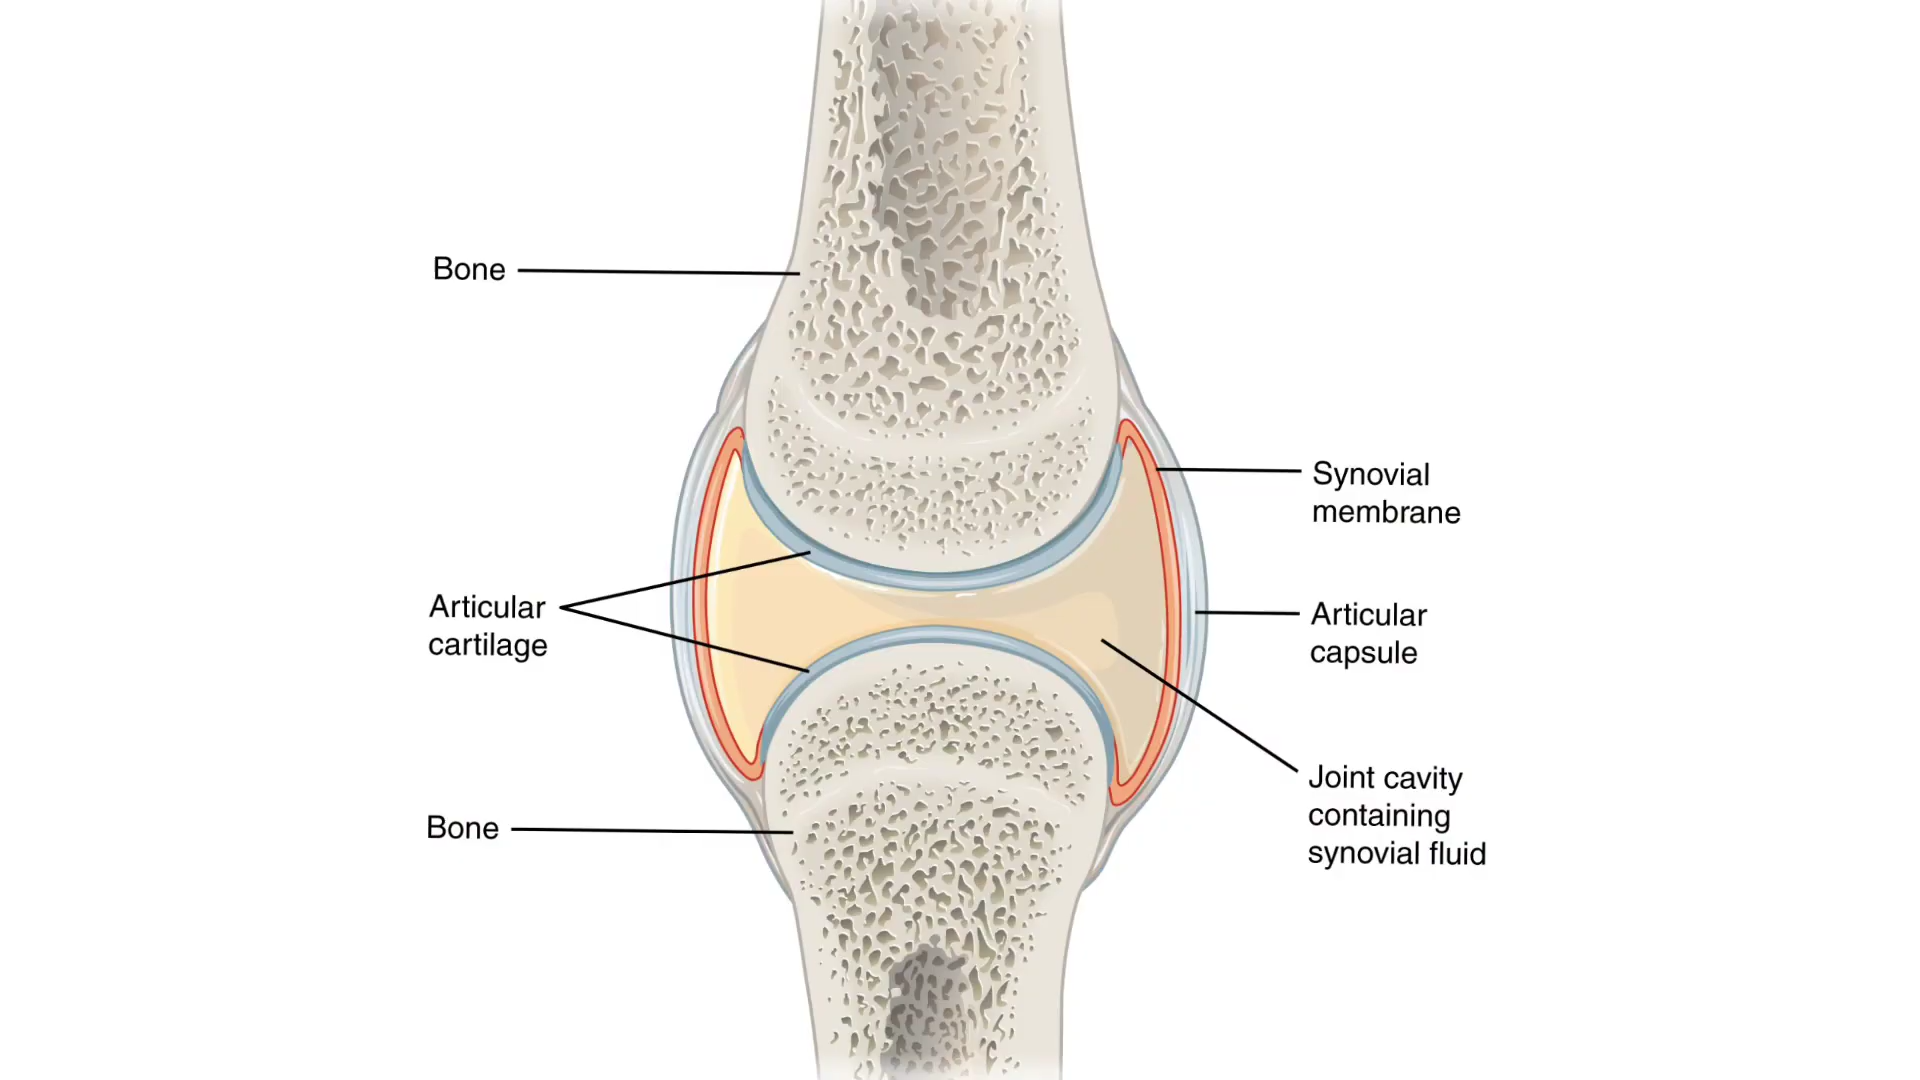 Bone
Articular
cartilage
Bone
Synovial
membrane
Articular
capsule
Joint cavity
containing
synovial fluid